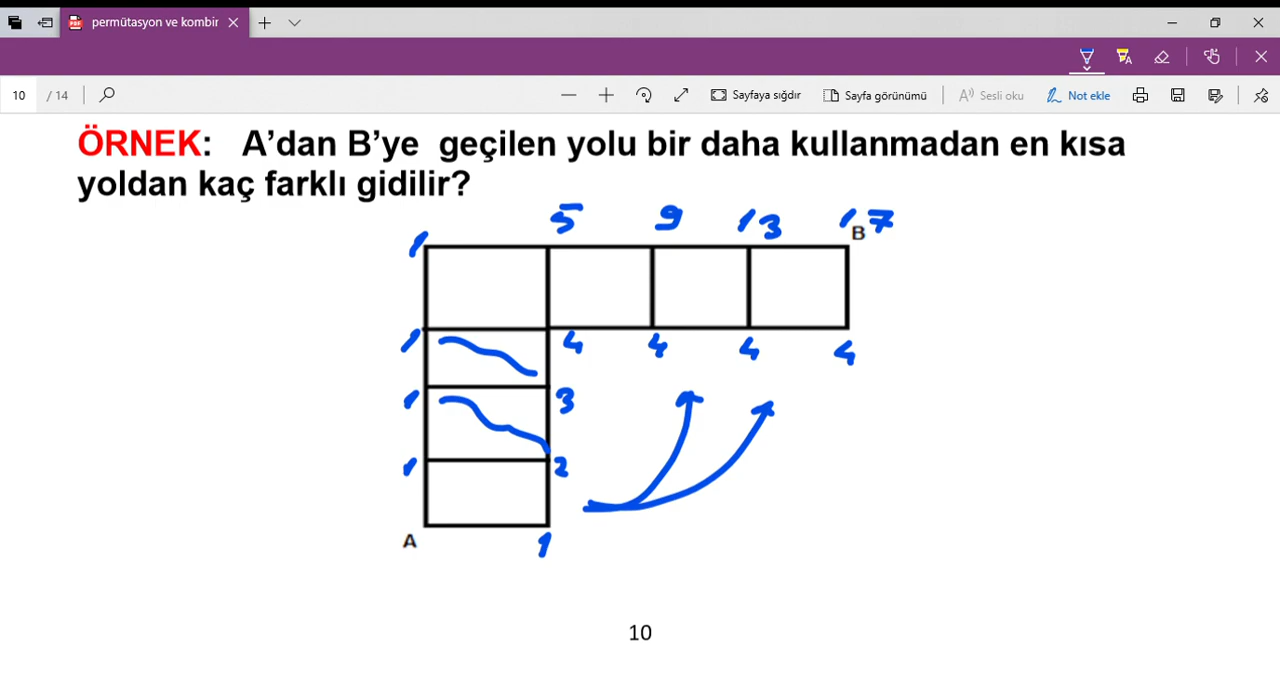 permütasyon ve kombir
10 / 14 Sayfaya sığdır Sayfa görünümü Sesli oku Not ekle
ÖRNEK: A’dan B’ye geçilen yolu bir daha kullanmadan en kısa
yoldan kaç farklı gidilir?
1 5 9 13 17
B
1 4 4 4 4
1 3
1 2
A 1
10